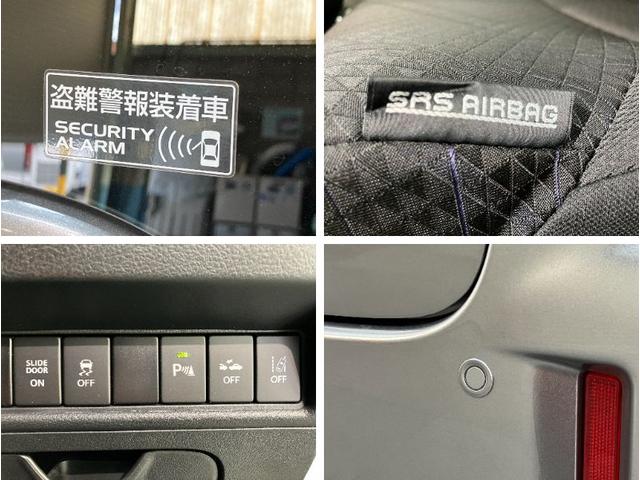 盗難警報装着車
SECURITY
ALARM
SRS AIRBAG
SLIDE
DOOR
ON
OFF
P
OFF
OFF